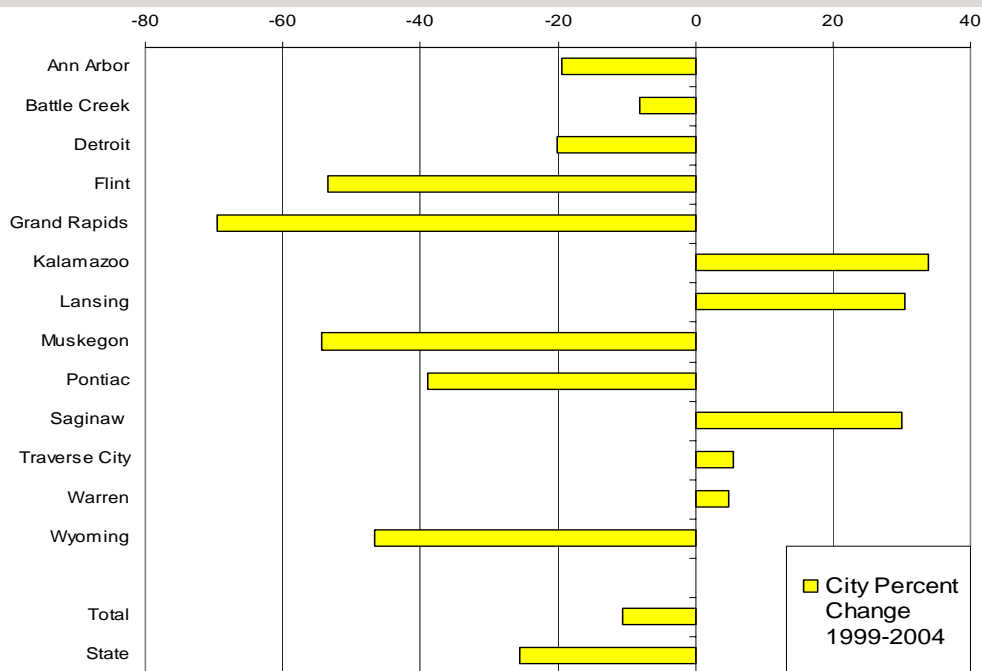 -80 -60 -40 -20 0 20 40
Ann Arbor
Battle Creek
Detroit
Flint
Grand Rapids
Kalamazoo
Lansing
Muskegon
Pontiac
Saginaw
Traverse City
Warren
Wyoming
Total
State
City Percent
Change
1999-2004